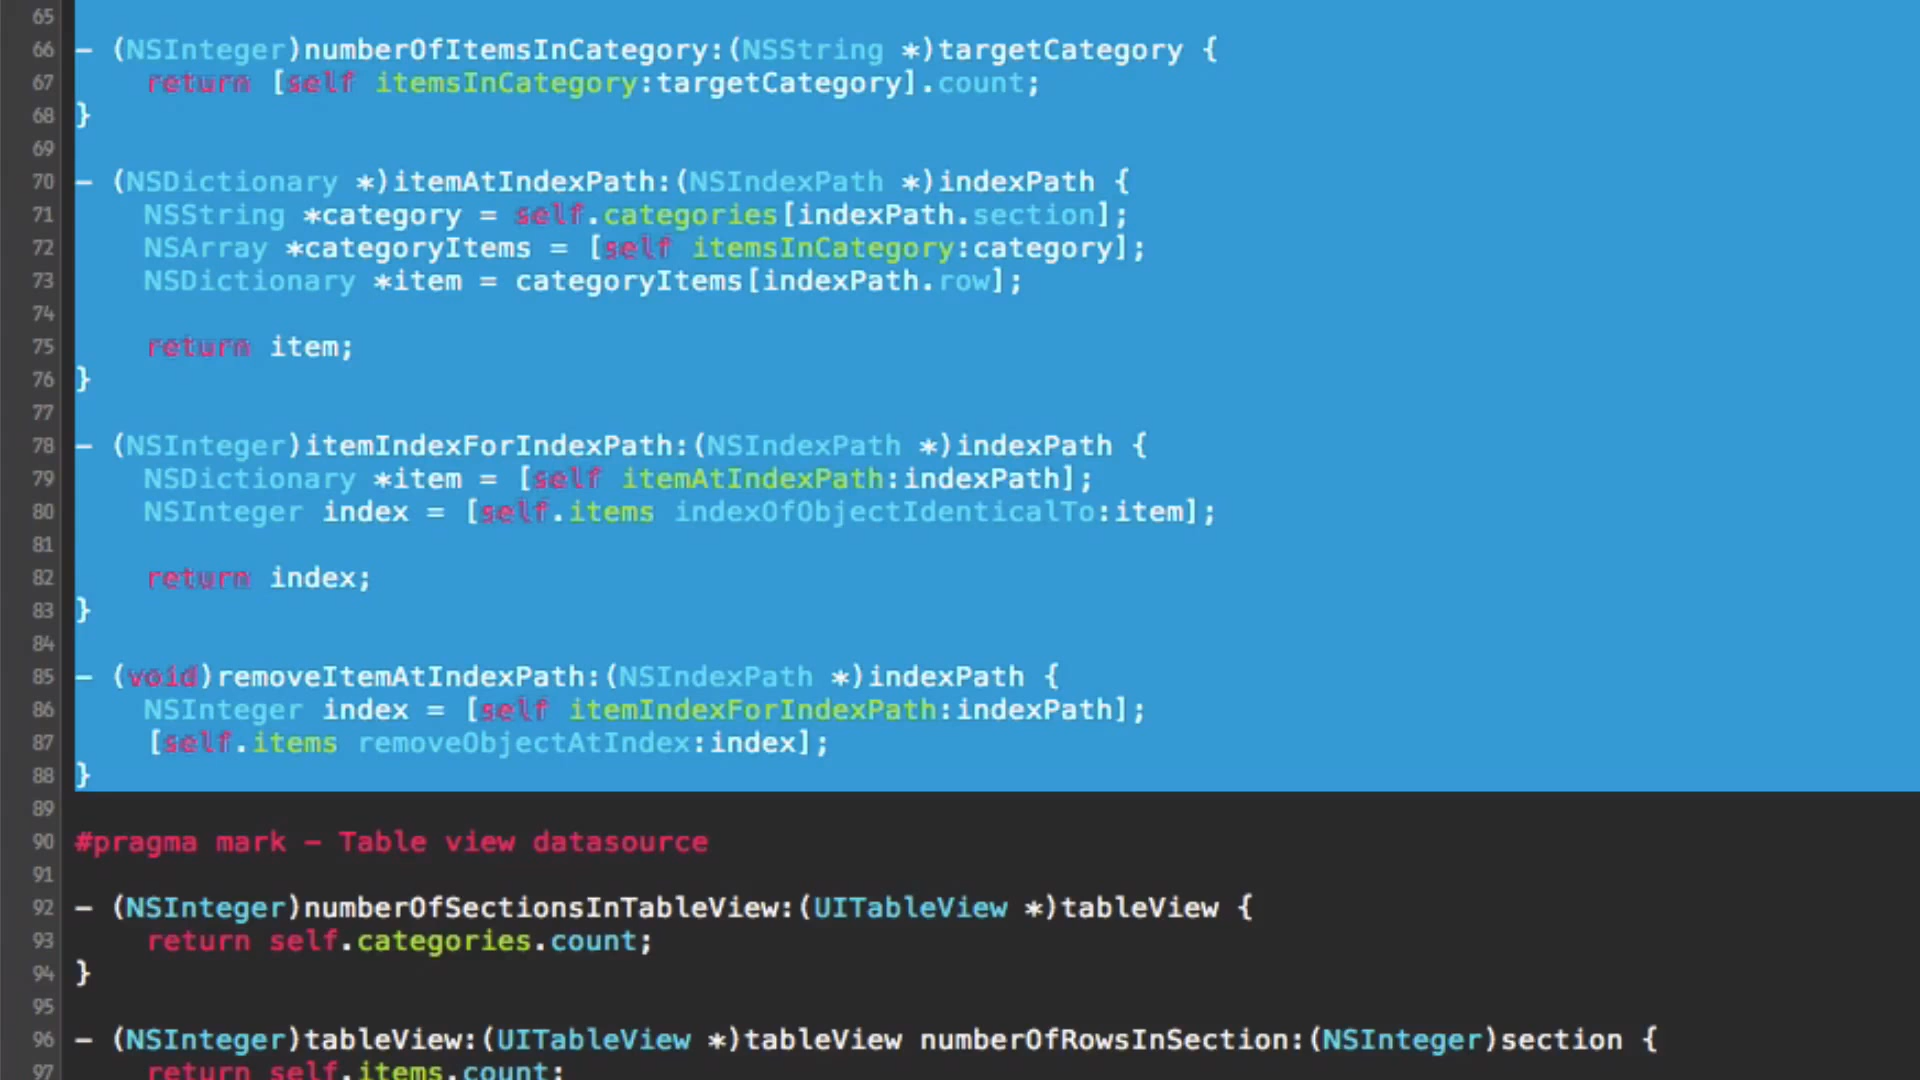 65
66 - (NSInteger)numberOfItemsInCategory:(NSString *)targetCategory {
67 return [self itemsInCategory:targetCategory].count;
68 }
69
70 - (NSDictionary *)itemAtIndexPath:(NSIndexPath *)indexPath {
71 NSString *category = self.categories[indexPath.section];
72 NSArray *categoryItems = [self itemsInCategory:category];
73 NSDictionary *item = categoryItems[indexPath.row];
74
75 return item;
76 }
77
78 - (NSInteger)itemIndexForIndexPath:(NSIndexPath *)indexPath {
79 NSDictionary *item = [self itemAtIndexPath:indexPath];
80 NSInteger index = [self.items indexOfObjectIdenticalTo:item];
81
82 return index;
83 }
84
85 - (void)removeItemAtIndexPath:(NSIndexPath *)indexPath {
86 NSInteger index = [self itemIndexForIndexPath:indexPath];
87 [self.items removeObjectAtIndex:index];
88 }
89
90 #pragma mark - Table view datasource
91
92 - (NSInteger)numberOfSectionsInTableView:(UITableView *)tableView {
93 return self.categories.count;
94 }
95
96 - (NSInteger)tableView:(UITableView *)tableView numberOfRowsInSection:(NSInteger)section {
97 return self.items.count;